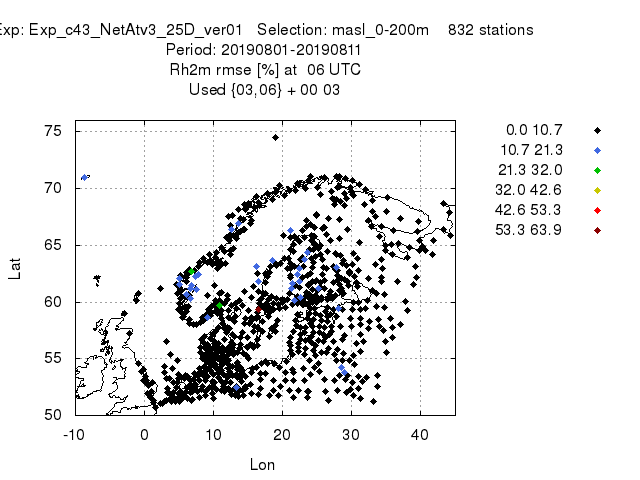 Exp: Exp_c43_NetAtv3_25D_ver01 Selection: masl_0-200m 832 stations
Period: 20190801-20190811
Rh2m rmse [%] at 06 UTC
Used {03,06} + 00 03
75
70
65
60
55
50
Lat
-10 0 10 20 30 40
Lon
0.0 10.7
10.7 21.3
21.3 32.0
32.0 42.6
42.6 53.3
53.3 63.9